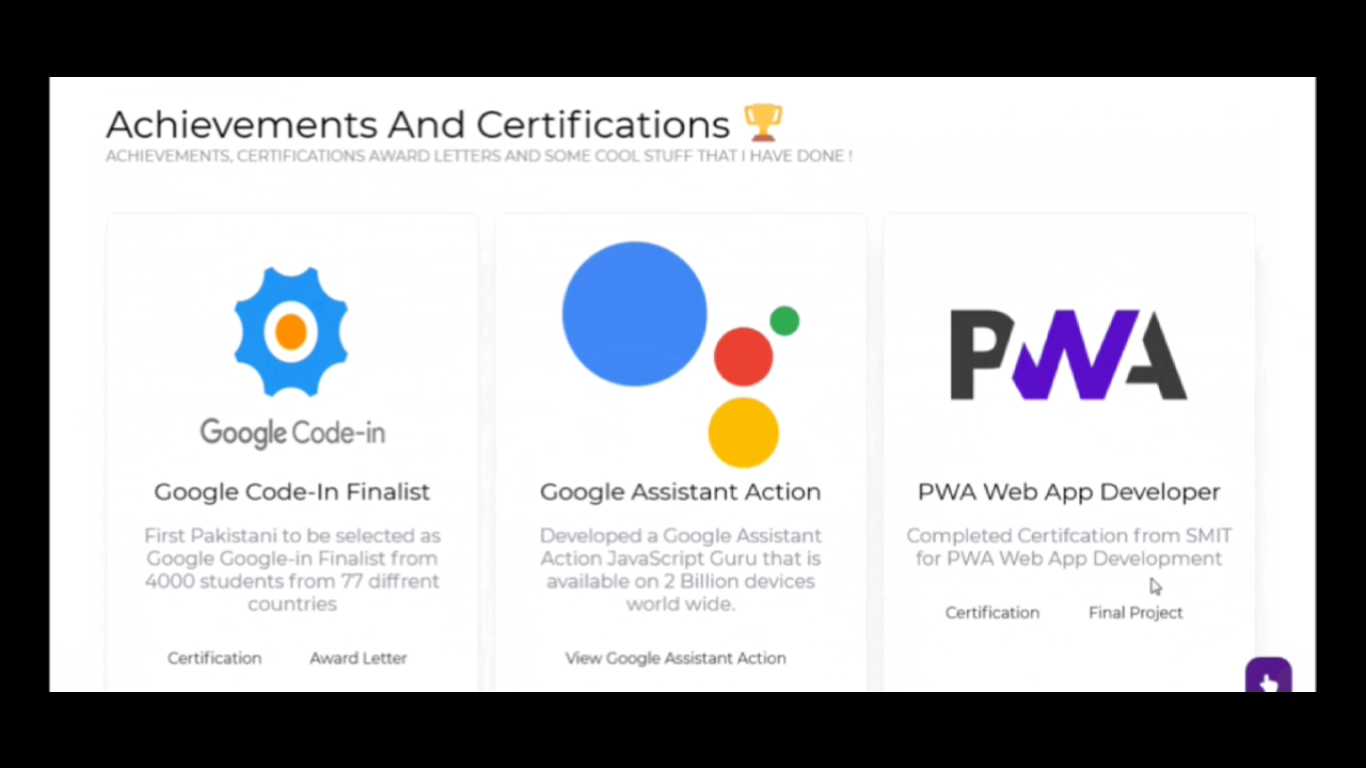 Achievements And Certifications 🏆
ACHIEVEMENTS, CERTIFICATIONS AWARD LETTERS AND SOME COOL STUFF THAT I HAVE DONE !
Google Code-in
Google Code-In Finalist
First Pakistani to be selected as
Google Google-in Finalist from
4000 students from 77 diffrent
countries
Certification Award Letter
Google Assistant Action
Developed a Google Assistant
Action JavaScript Guru that is
available on 2 Billion devices
world wide.
View Google Assistant Action
PWA
PWA Web App Developer
Completed Certifcation from SMIT
for PWA Web App Development
Certification Final Project